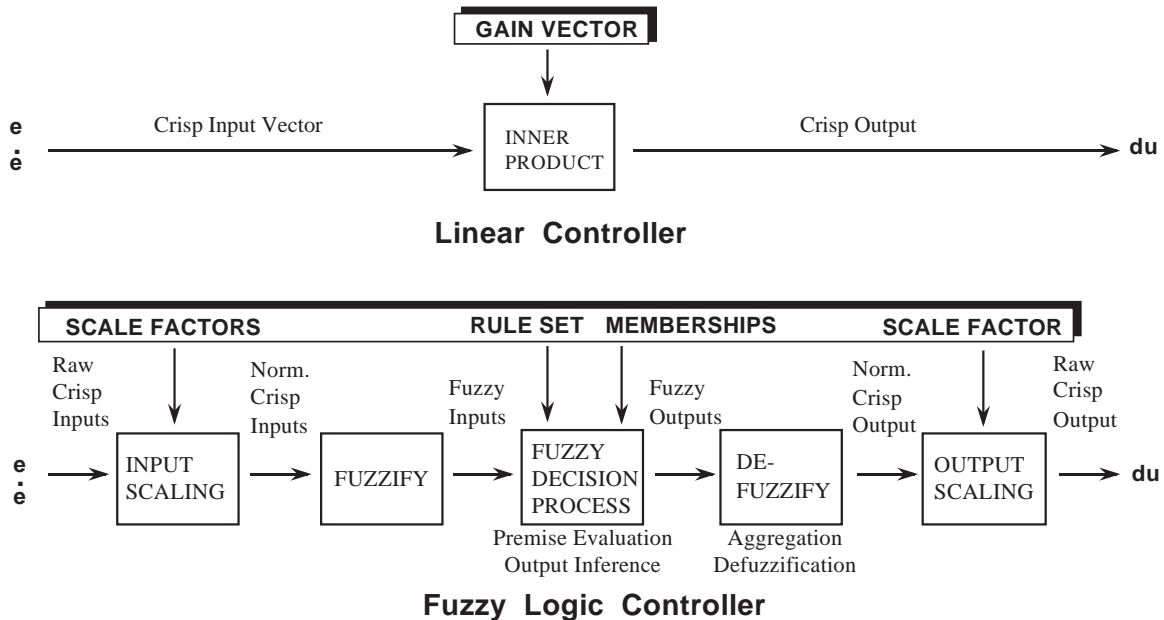 GAIN VECTOR
e
ė
Crisp Input Vector
INNER
PRODUCT
Crisp Output
du
Linear Controller
SCALE FACTORS
RULE SET
MEMBERSHIPS
SCALE FACTOR
Raw
Crisp
Inputs
Norm.
Crisp
Inputs
Fuzzy
Inputs
Fuzzy
Outputs
Norm.
Crisp
Output
Raw
Crisp
Output
e
ė
INPUT
SCALING
FUZZIFY
FUZZY
DECISION
PROCESS
DE-
FUZZIFY
OUTPUT
SCALING
du
Premise Evaluation
Output Inference
Aggregation
Defuzzification
Fuzzy Logic Controller